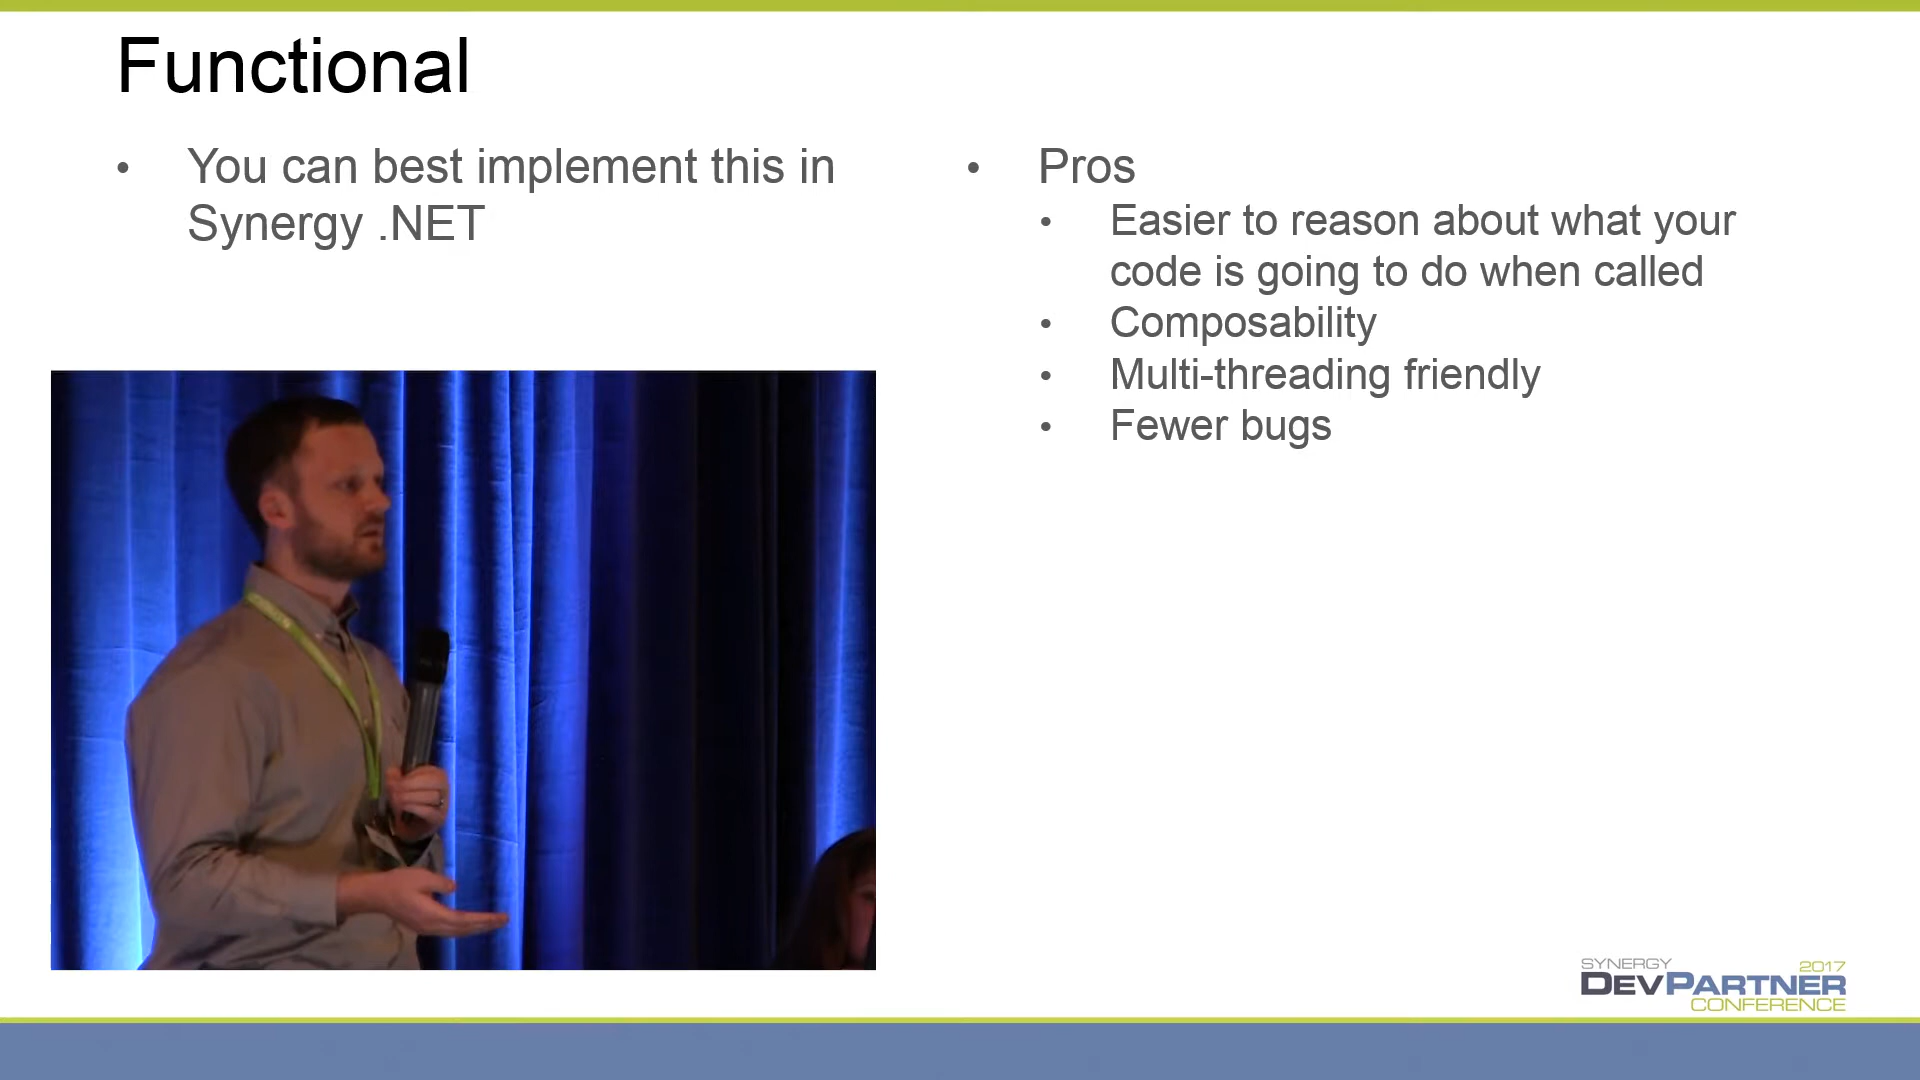 Functional
• You can best implement this in
Synergy .NET
• Pros
• Easier to reason about what your
code is going to do when called
• Composability
• Multi-threading friendly
• Fewer bugs
SYNERGY 2017
DEVPARTNER
CONFERENCE